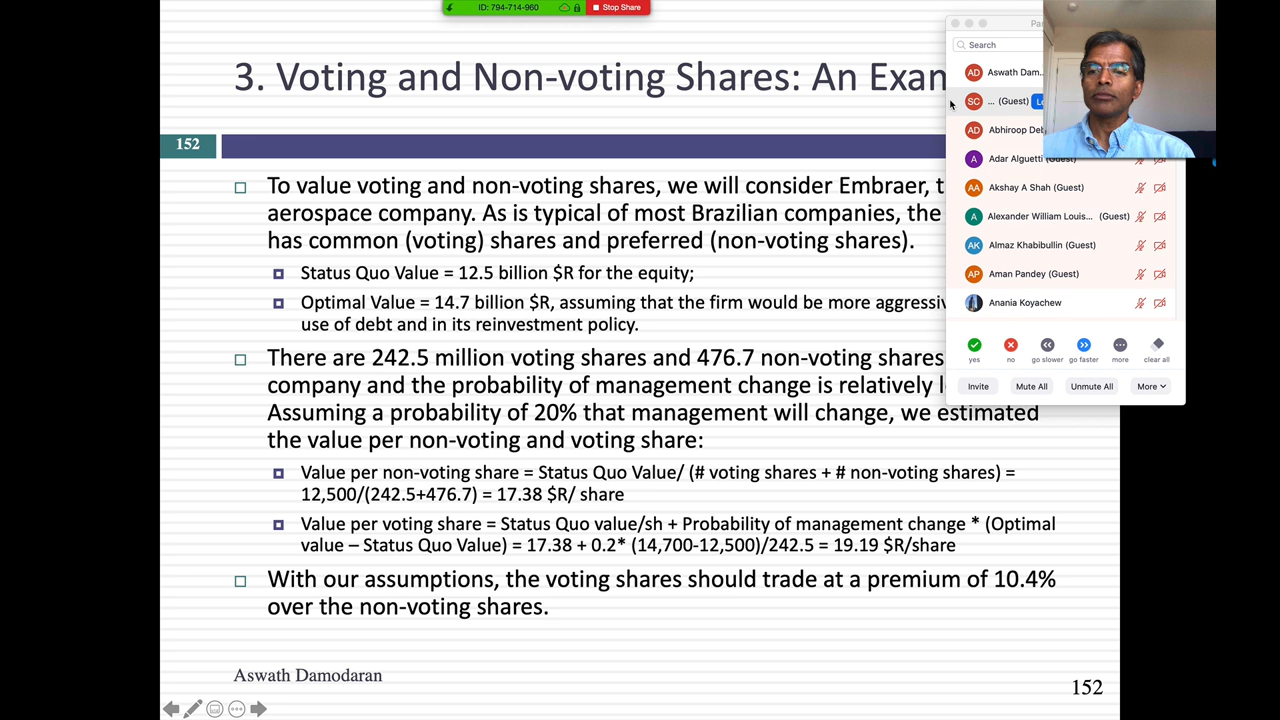 ID: 794-714-960
Stop Share
3. Voting and Non-voting Shares: An Exam
152
To value voting and non-voting shares, we will consider Embraer, t
aerospace company. As is typical of most Brazilian companies, the
has common (voting) shares and preferred (non-voting shares).
Status Quo Value = 12.5 billion $R for the equity;
Optimal Value = 14.7 billion $R, assuming that the firm would be more aggressiv
use of debt and in its reinvestment policy.
There are 242.5 million voting shares and 476.7 non-voting shares
company and the probability of management change is relatively l
Assuming a probability of 20% that management will change, we estimated
the value per non-voting and voting share:
Value per non-voting share = Status Quo Value/ (# voting shares + # non-voting shares) =
12,500/(242.5+476.7) = 17.38 $R/ share
Value per voting share = Status Quo value/sh + Probability of management change * (Optimal
value – Status Quo Value) = 17.38 + 0.2* (14,700-12,500)/242.5 = 19.19 $R/share
With our assumptions, the voting shares should trade at a premium of 10.4%
over the non-voting shares.
Aswath Damodaran
152
Pa
Search
AD Aswath Dam...
SC ... (Guest)
AD Abhiroop Deb
A Adar Alguetti (Guest)
AA Akshay A Shah (Guest)
A Alexander William Louis... (Guest)
AK Almaz Khabibullin (Guest)
AP Aman Pandey (Guest)
Anania Koyachew
yes no go slower go faster more clear all
Invite Mute All Unmute All More